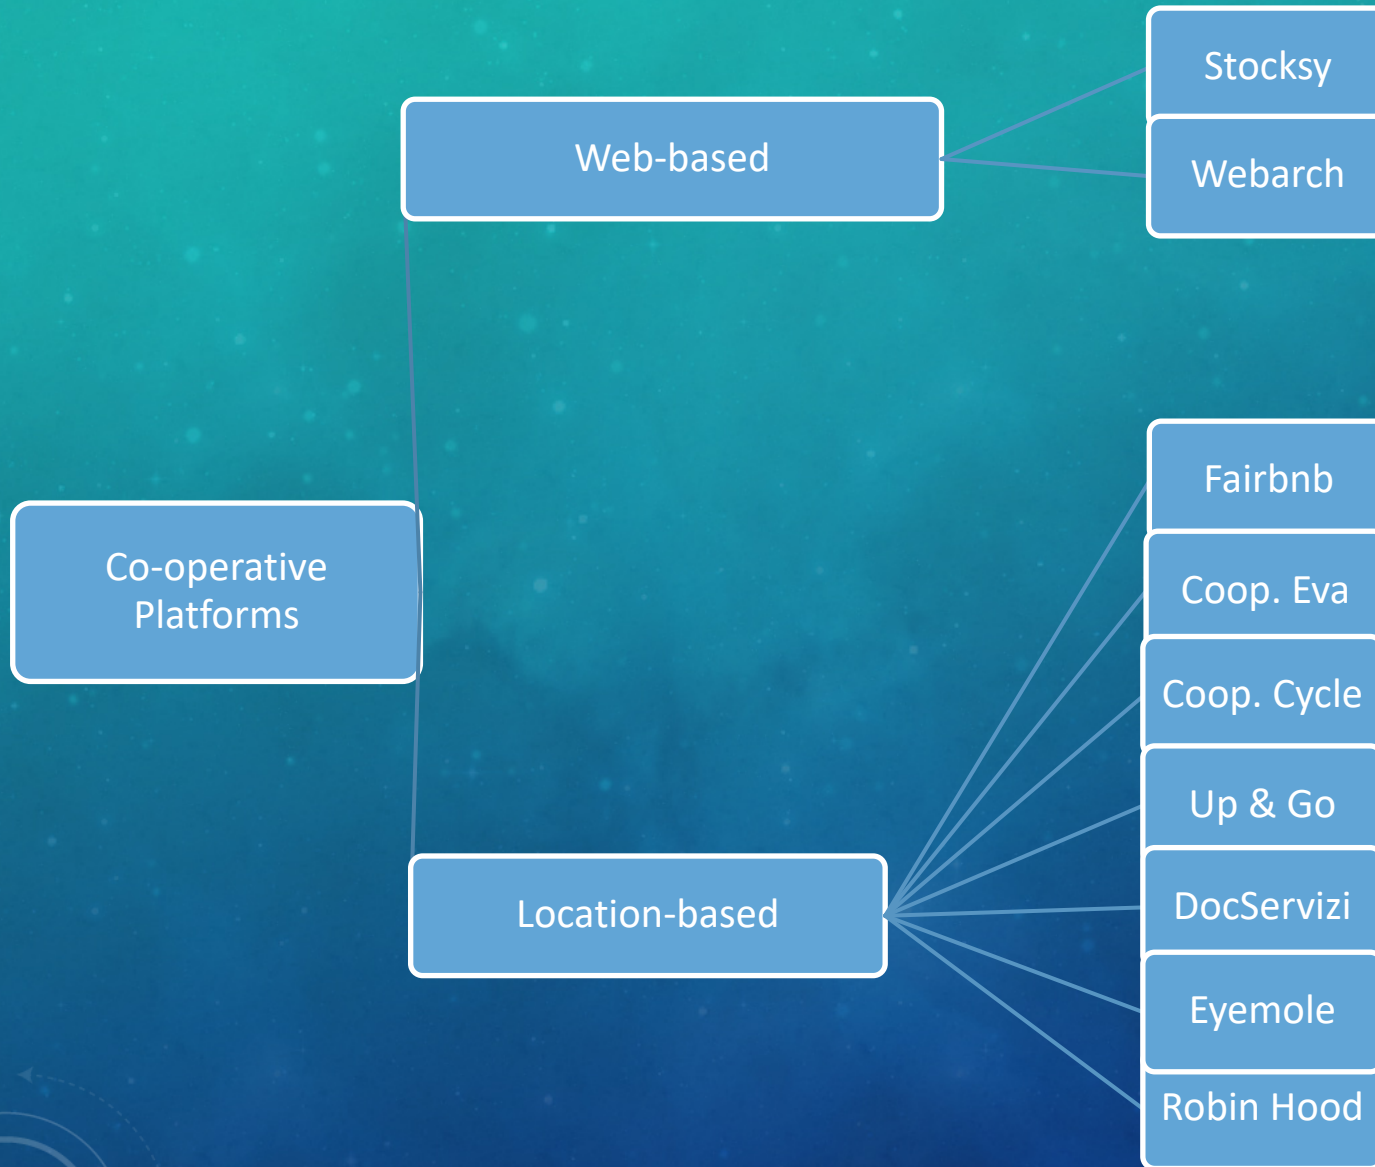 Stocksy
Web-based
Webarch
Fairbnb
Co-operative
Platforms
Coop. Eva
Coop. Cycle
Up & Go
Location-based
DocServizi
Eyemole
Robin Hood